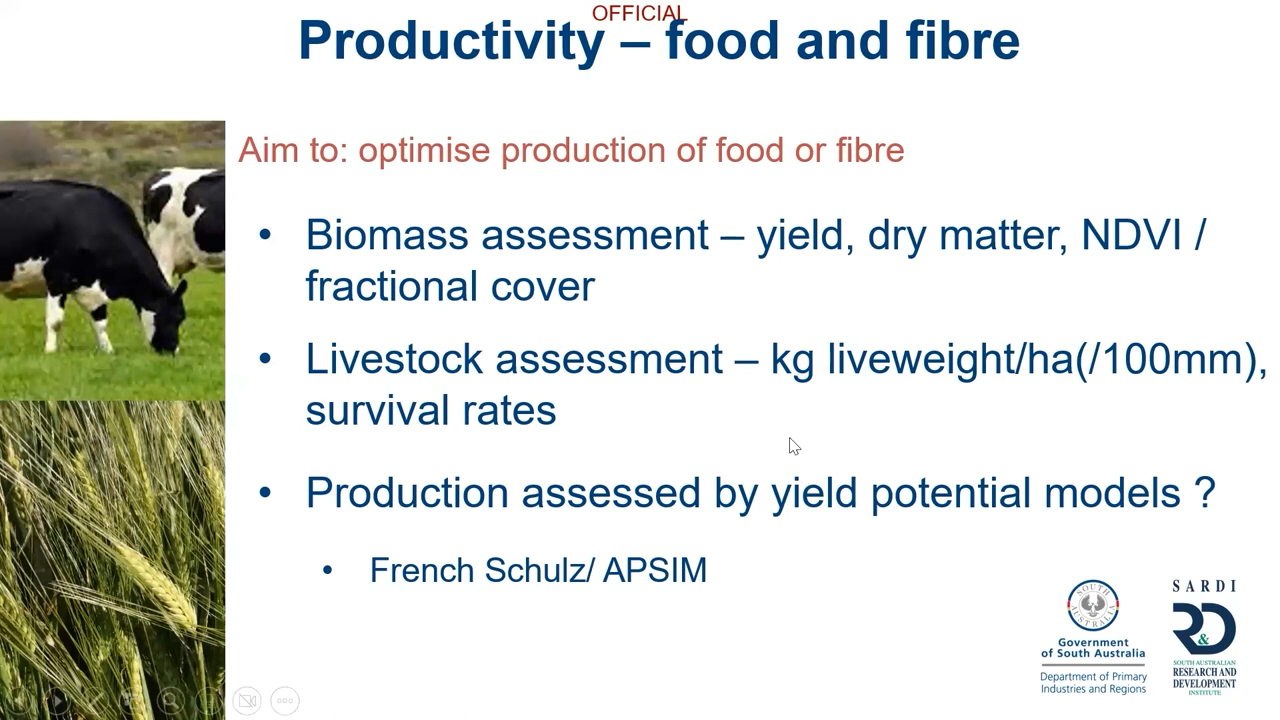 OFFICIAL
Productivity – food and fibre
Aim to: optimise production of food or fibre
• Biomass assessment – yield, dry matter, NDVI /
fractional cover
• Livestock assessment – kg liveweight/ha(/100mm),
survival rates
• Production assessed by yield potential models ?
• French Schulz/ APSIM
SOUTH AUSTRALIA
Government
of South Australia
Department of Primary
Industries and Regions
SARDI
R&D
SOUTH AUSTRALIAN
RESEARCH AND
DEVELOPMENT
INSTITUTE